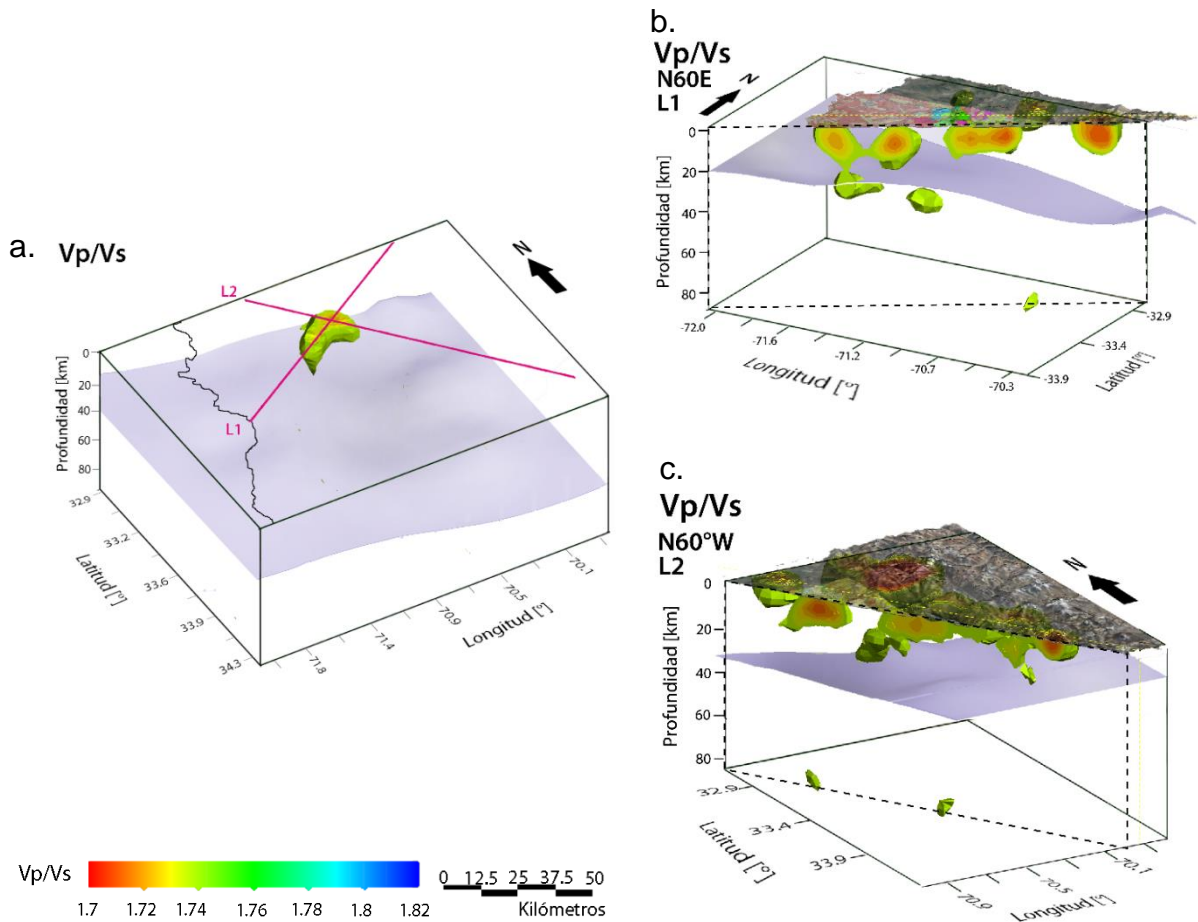 a.
Vp/Vs
N
L2
L1
Profundidad [km]
0
20
40
60
80
32.9
33.2
33.6
33.9
34.3
Latitud [°]
71.8
71.4
70.9
70.5
70.1
Longitud [°]
b.
Vp/Vs
N60E
L1
N
Profundidad [km]
0
20
40
60
80
-72.0
-71.6
-71.2
-70.7
-70.3
Longitud [°]
-32.9
-33.4
-33.9
Latitud [°]
c.
Vp/Vs
N60°W
L2
N
Profundidad [km]
0
20
40
60
80
32.9
33.4
33.9
Latitud [°]
70.9
70.5
70.1
Longitud [°]
Vp/Vs
1.7 1.72 1.74 1.76 1.78 1.8 1.82
0 12.5 25 37.5 50
Kilómetros